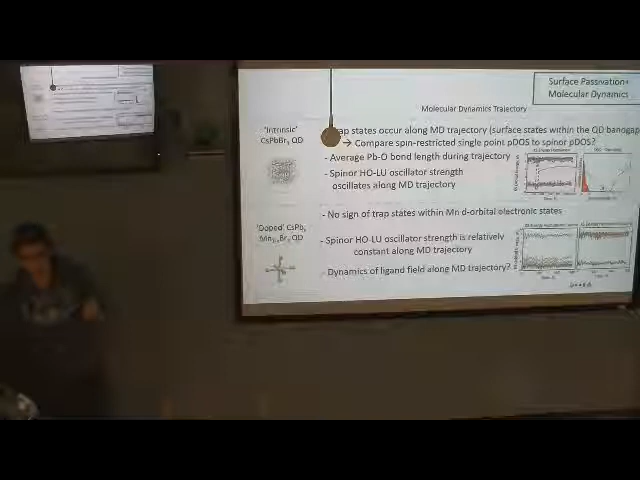 Surface Passivation+
Molecular Dynamics
Molecular Dynamics Trajectory
'Intrinsic'
CsPbBr₃ QD
trap states occur along MD trajectory (surface states within the QD bandgap
→ Compare spin-restricted single point pDOS to spinor pDOS?
- Average Pb-O bond length during trajectory
- Spinor HO-LU oscillator strength
oscillates along MD trajectory
- No sign of trap states within Mn d-orbital electronic states
'Doped' CsPb
Br₃ QD
- Spinor HO-LU oscillator strength is relatively
constant along MD trajectory
- Dynamics of ligand field along MD trajectory?